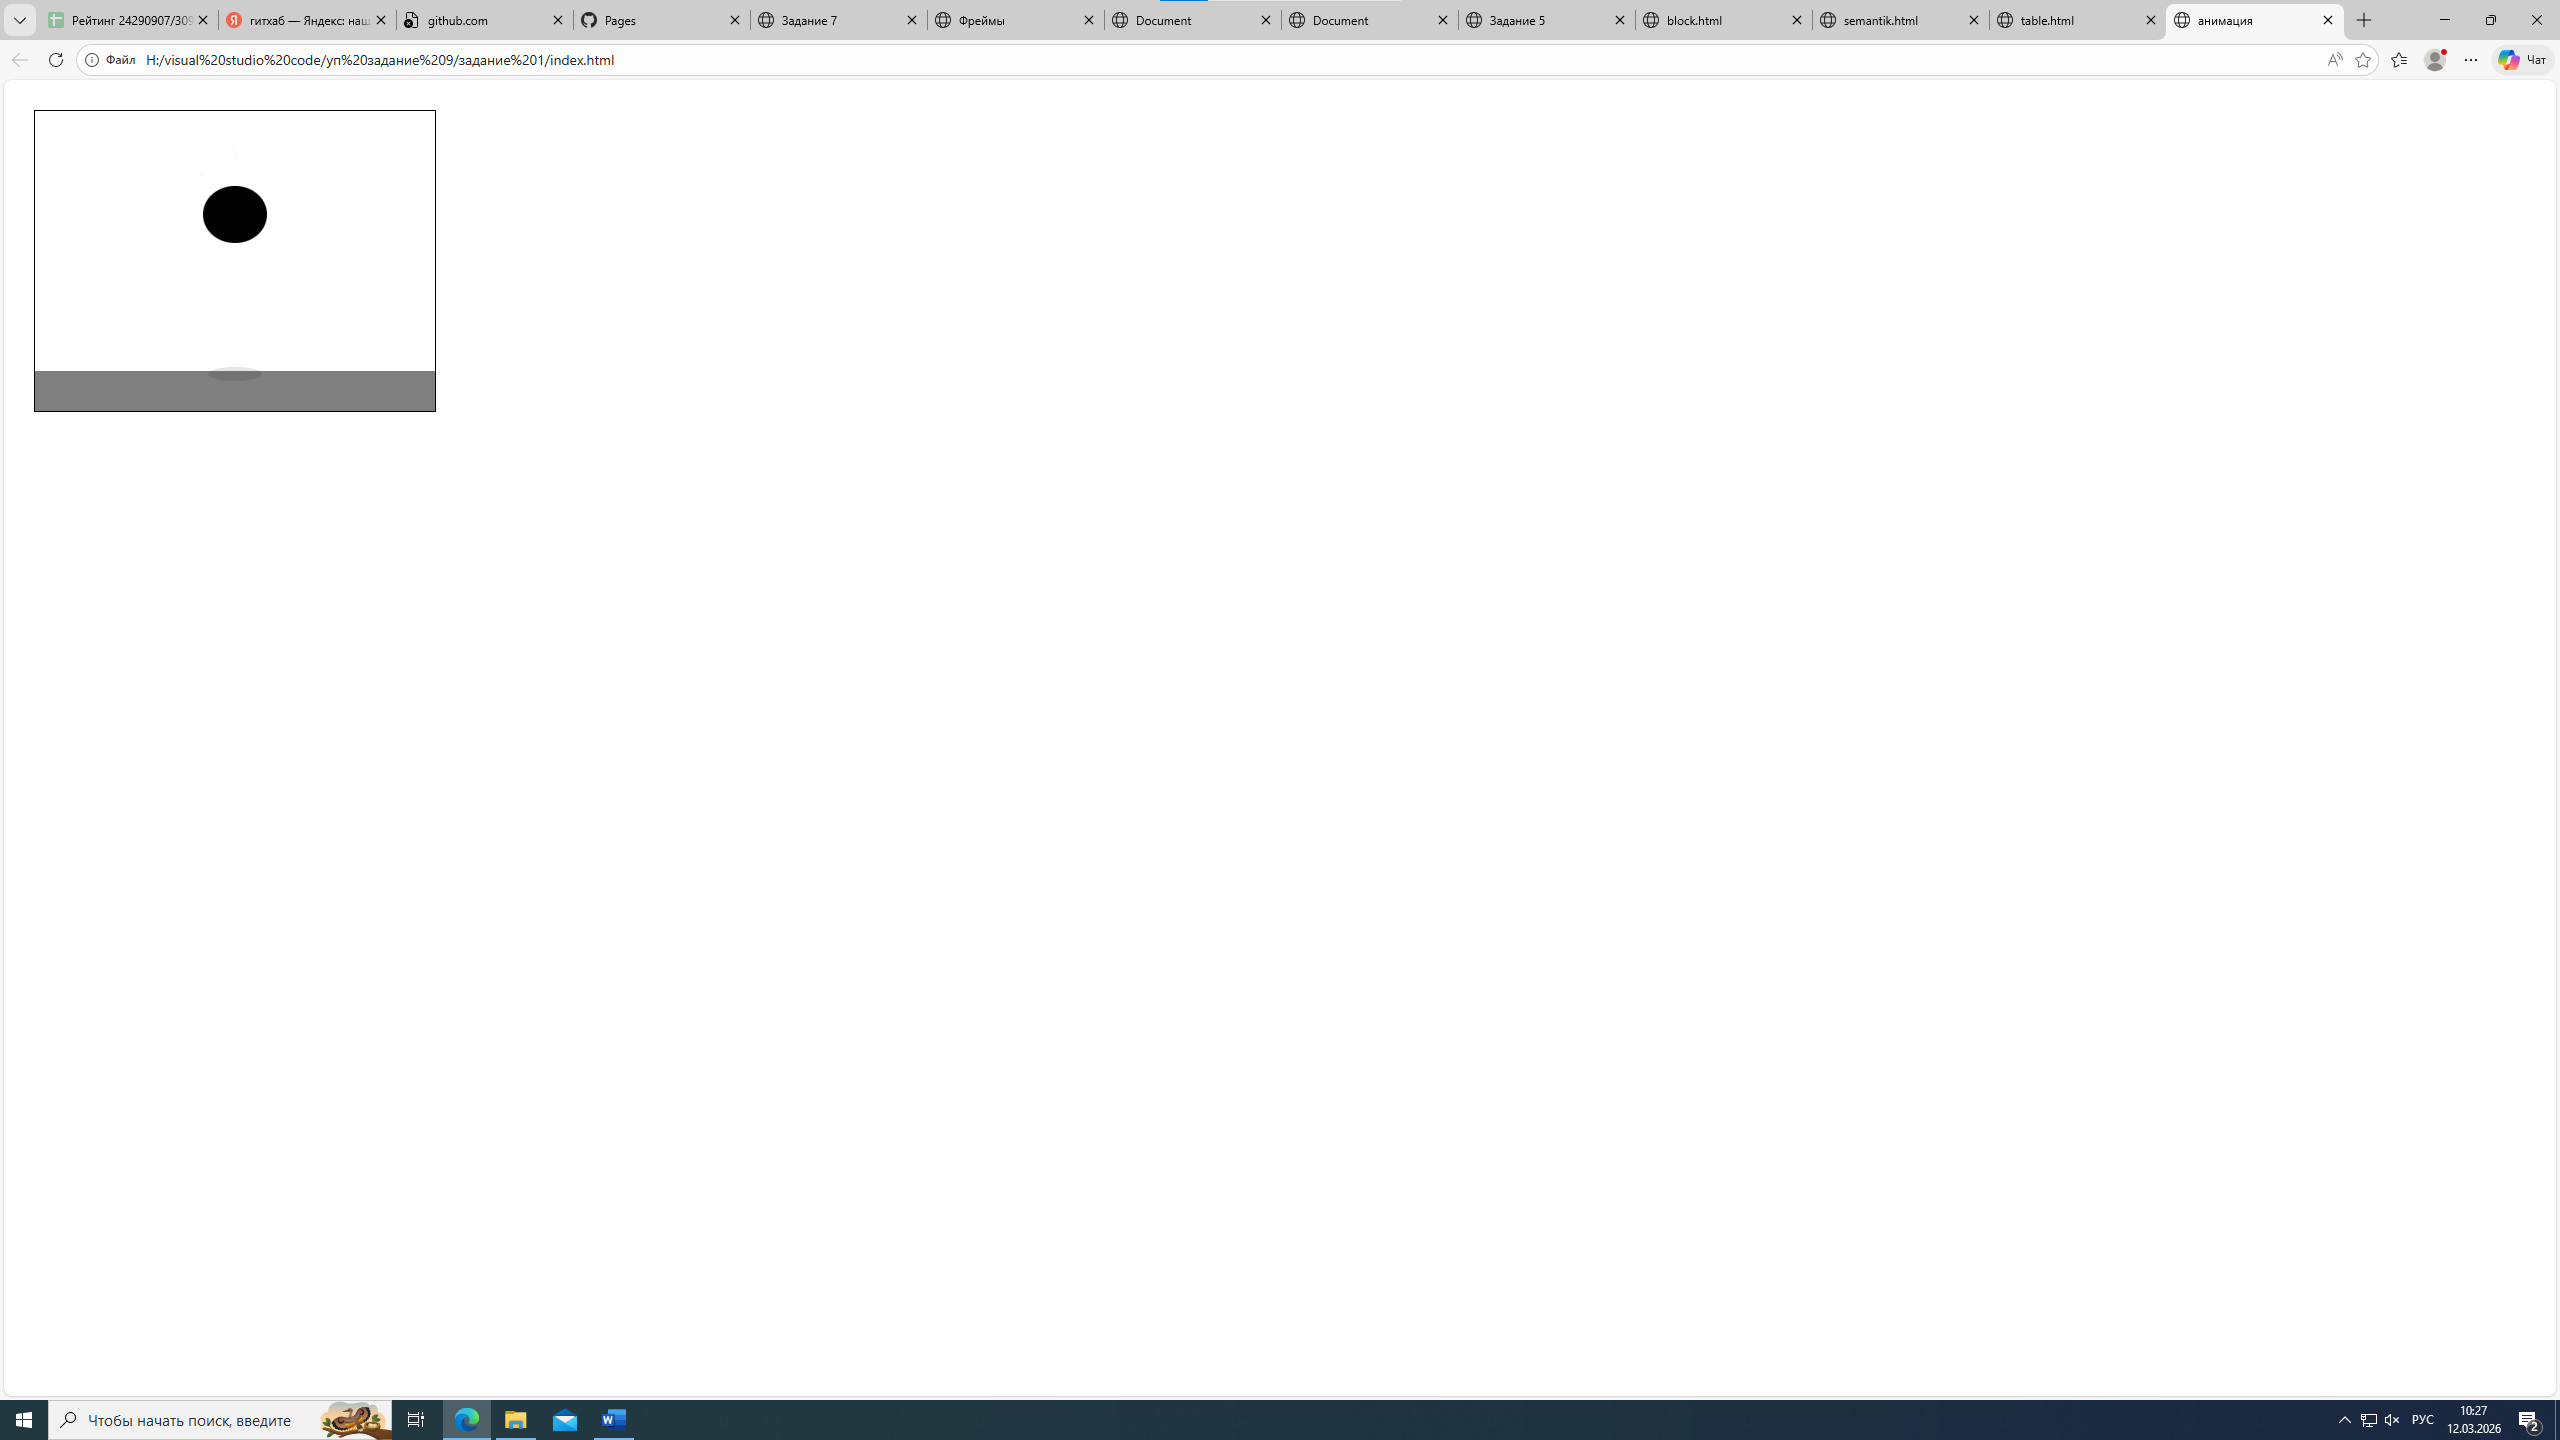 Рейтинг 24290907/309
гитхаб — Яндекс: наш
github.com
Pages
Задание 7
Фреймы
Document
Document
Задание 5
block.html
semantik.html
table.html
анимация
Файл H:/visual%20studio%20code/уп%20задание%209/задание%201/index.html
Чат
Чтобы начать поиск, введите
РУС
10:27
12.03.2026
2